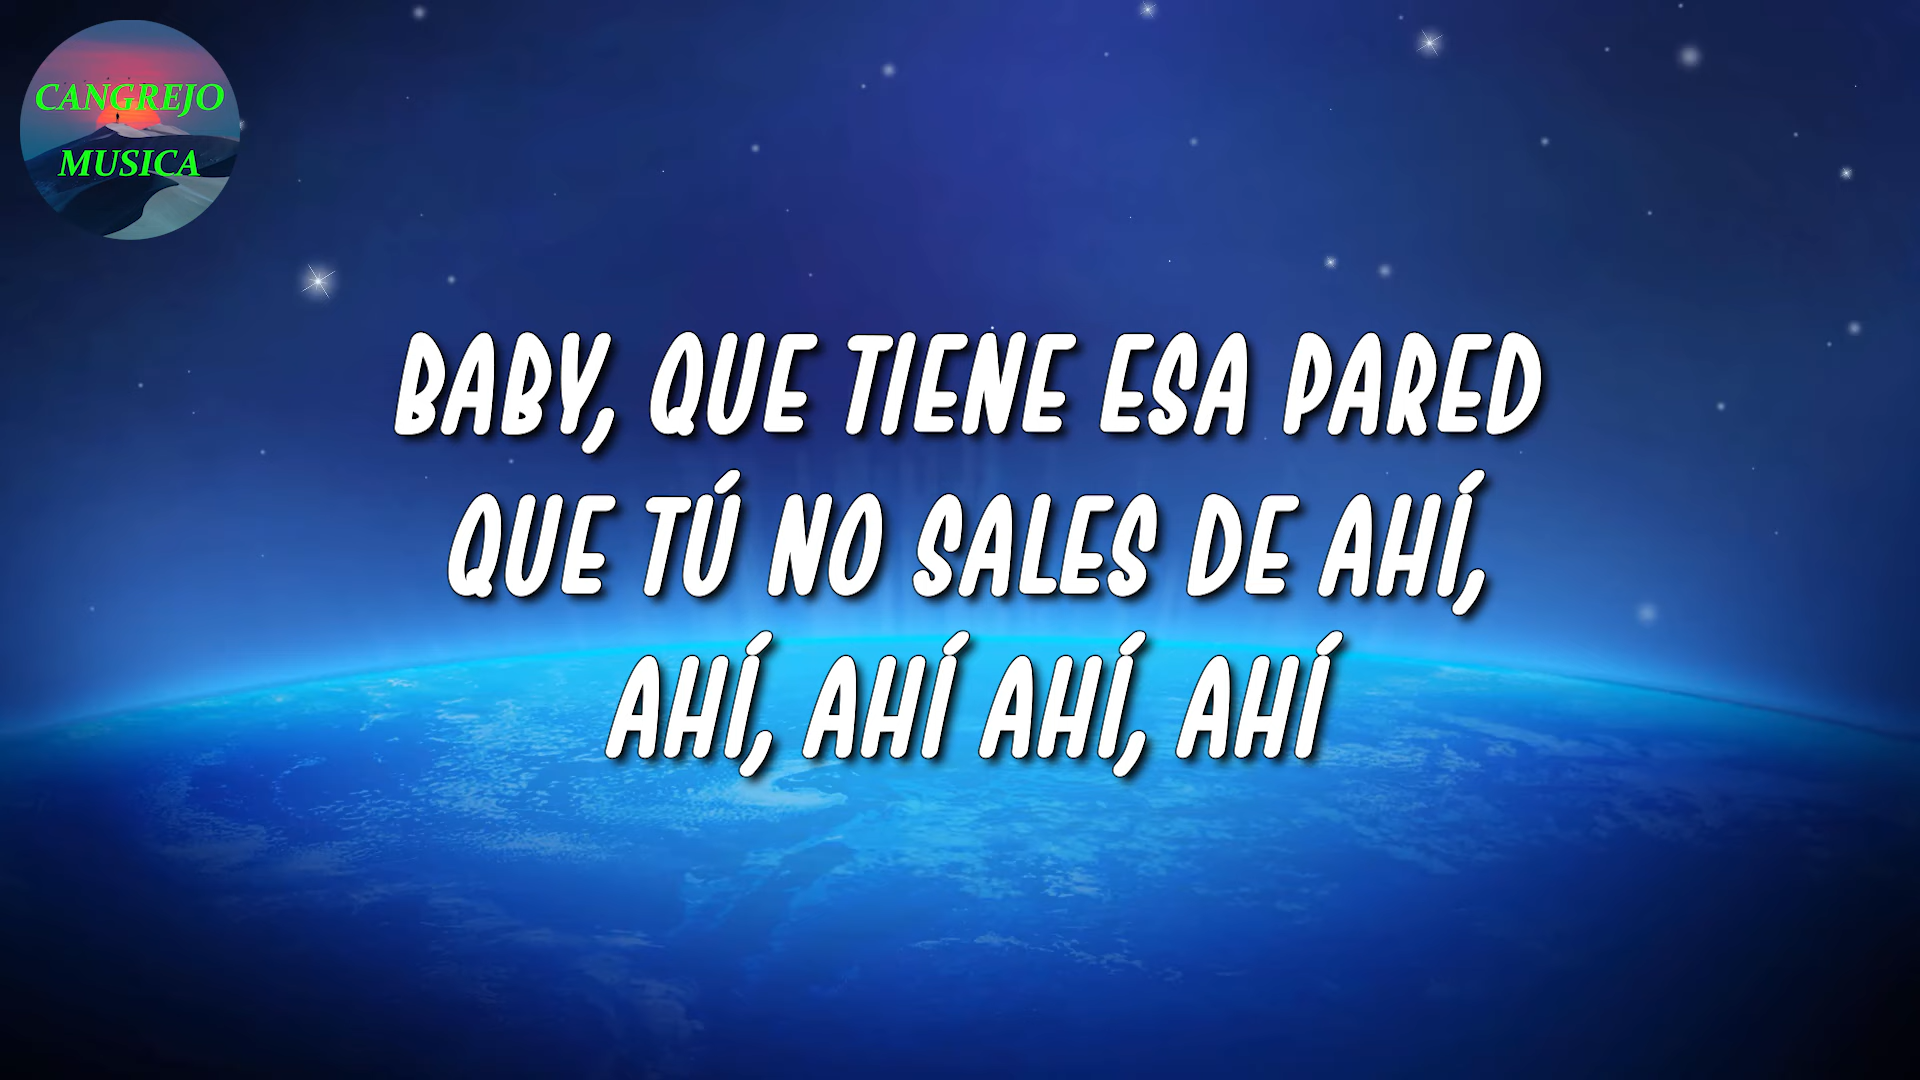 CANGREJO
MUSICA
BABY, QUE TIENE ESA PARED
QUE TÚ NO SALES DE AHÍ,
AHÍ, AHÍ AHÍ, AHÍ